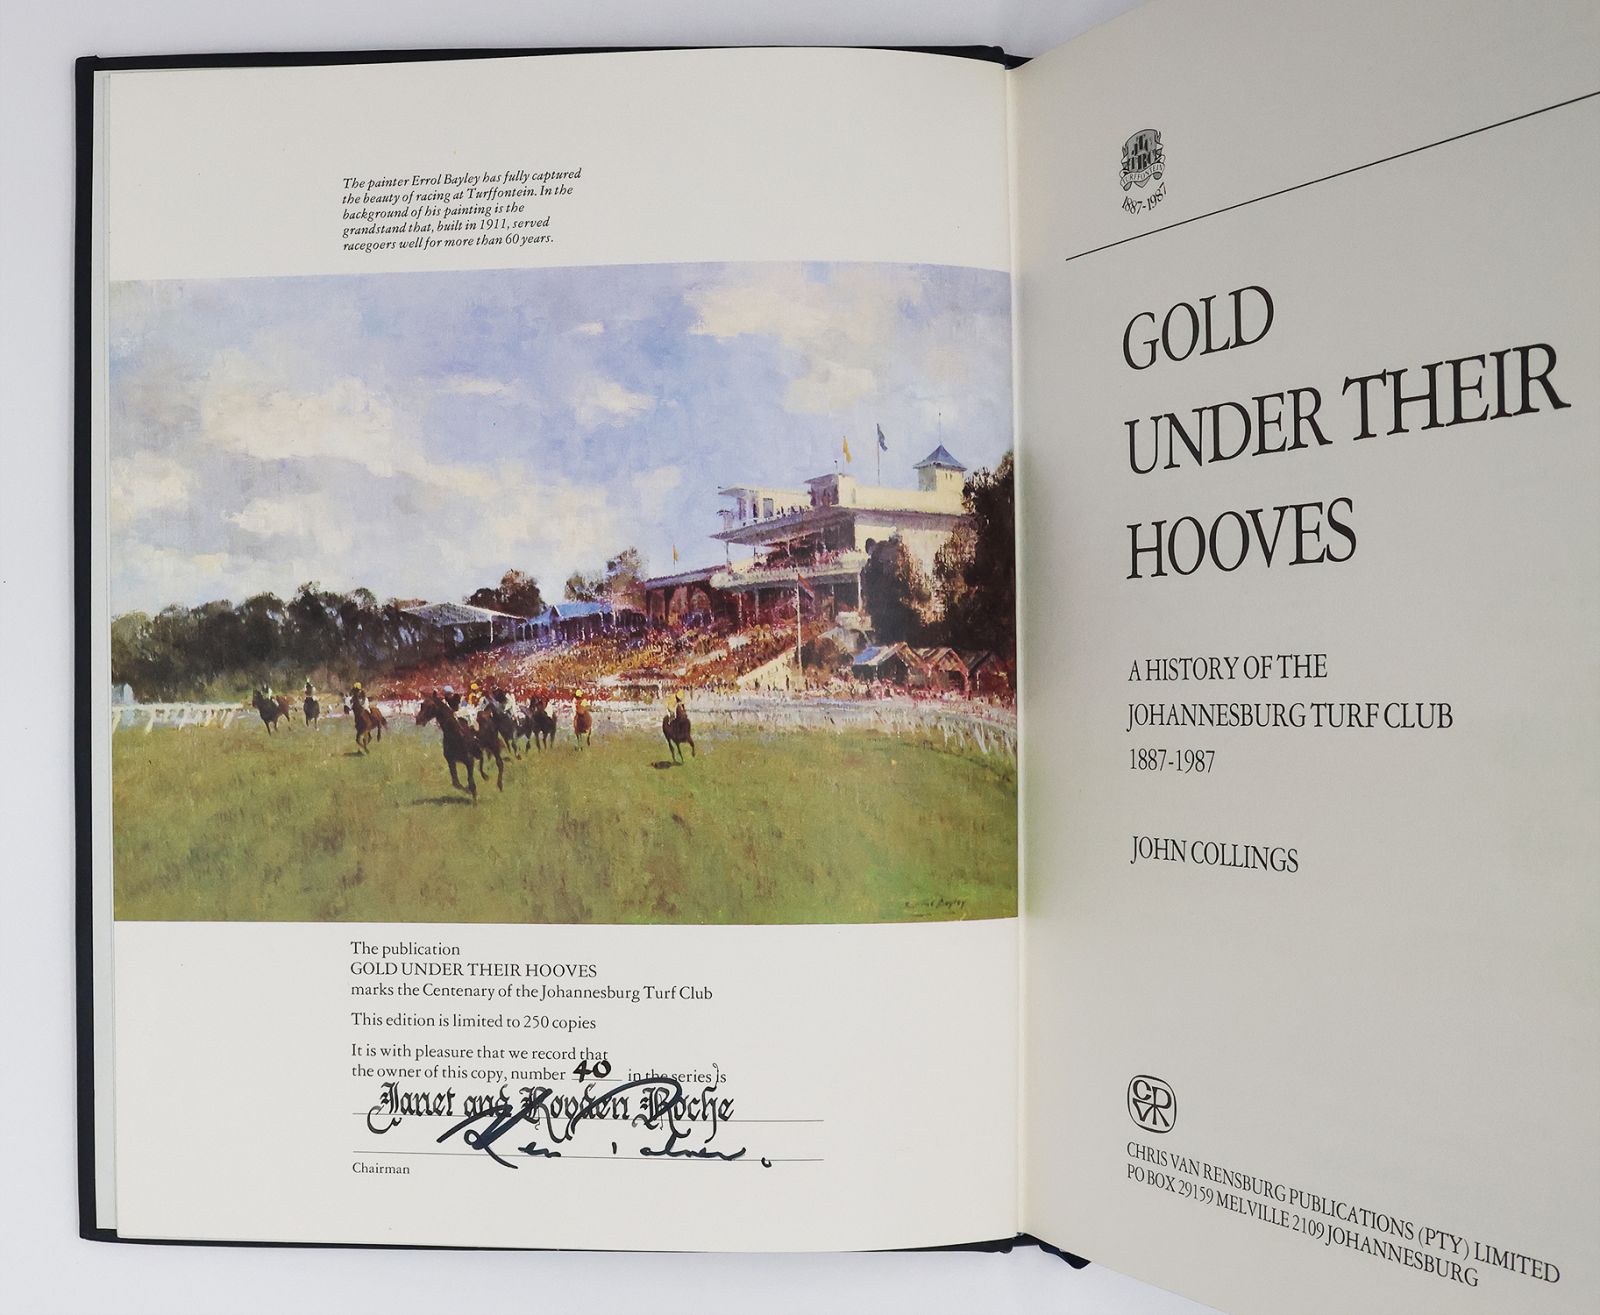 The painter Errol Bayley has fully captured
the beauty of racing at Turffontein. In the
background of his painting is the
grandstand that, built in 1911, served
racegoers well for more than 60 years.
The publication
GOLD UNDER THEIR HOOVES
marks the Centenary of the Johannesburg Turf Club
This edition is limited to 250 copies
It is with pleasure that we record that
the owner of this copy, number 40 in the series is
Janet and Royden Roche
Chairman
TURFFONTEIN
1887-1987
GOLD
UNDER THEIR
HOOVES
A HISTORY OF THE
JOHANNESBURG TURF CLUB
1887-1987
JOHN COLLINGS
CPVR
CHRIS VAN RENSBURG PUBLICATIONS (PTY) LIMITED
PO BOX 29159 MELVILLE 2109 JOHANNESBURG